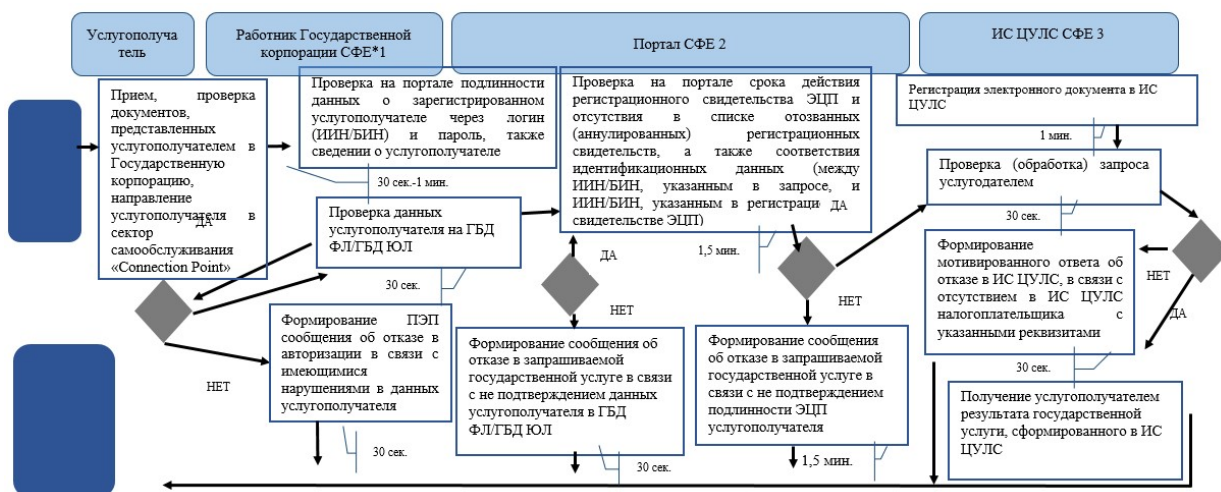 Услугополуча
тель
Работник Государственной
корпорации СФЕ*1
Портал СФЕ 2
ИС ЦУЛС СФЕ 3
Прием, проверка
документов,
представленных
услугополучателем в
Государственную
корпорацию,
направление
услугополучателя в
сектор
самообслуживания
«Connection Point»
ДА
НЕТ
Проверка на портале подлинности
данных о зарегистрированном
услугополучателе через логин
(ИИН/БИН) и пароль, также
сведении о услугополучателе
30 сек.-1 мин.
Проверка данных
услугополучателя на ГБД
ФЛ/ГБД ЮЛ
30 сек.
Формирование ПЭП
сообщения об отказе в
авторизации в связи с
имеющимися
нарушениями в данных
услугополучателя
30 сек.
Проверка на портале срока действия
регистрационного свидетельства ЭЦП и
отсутствия в списке отозванных
(аннулированных) регистрационных
свидетельств, а также соответствия
идентификационных данных (между
ИИН/БИН, указанным в запросе, и
ИИН/БИН, указанным в регистраци
свидетельстве ЭЦП)
ДА
1,5 мин.
ДА
НЕТ
Формирование сообщения об
отказе в запрашиваемой
государственной услуге в связи
с не подтверждением данных
услугополучателя в ГБД
ФЛ/ГБД ЮЛ
30 сек.
НЕТ
Формирование сообщения об
отказе в запрашиваемой
государственной услуге в
связи с не подтверждением
подлинности ЭЦП
услугополучателя
1,5 мин.
Регистрация электронного документа в ИС
ЦУЛС
1 мин.
Проверка (обработка) запроса
услугодателем
30 сек.
Формирование
мотивированного ответа об
отказе в ИС ЦУЛС, в связи с
отсутствием в ИС ЦУЛС
налогоплательщика с
указанными реквизитами
НЕТ
ДА
30 сек.
Получение услугополучателем
результата государственной
услуги, сформированного в ИС
ЦУЛС